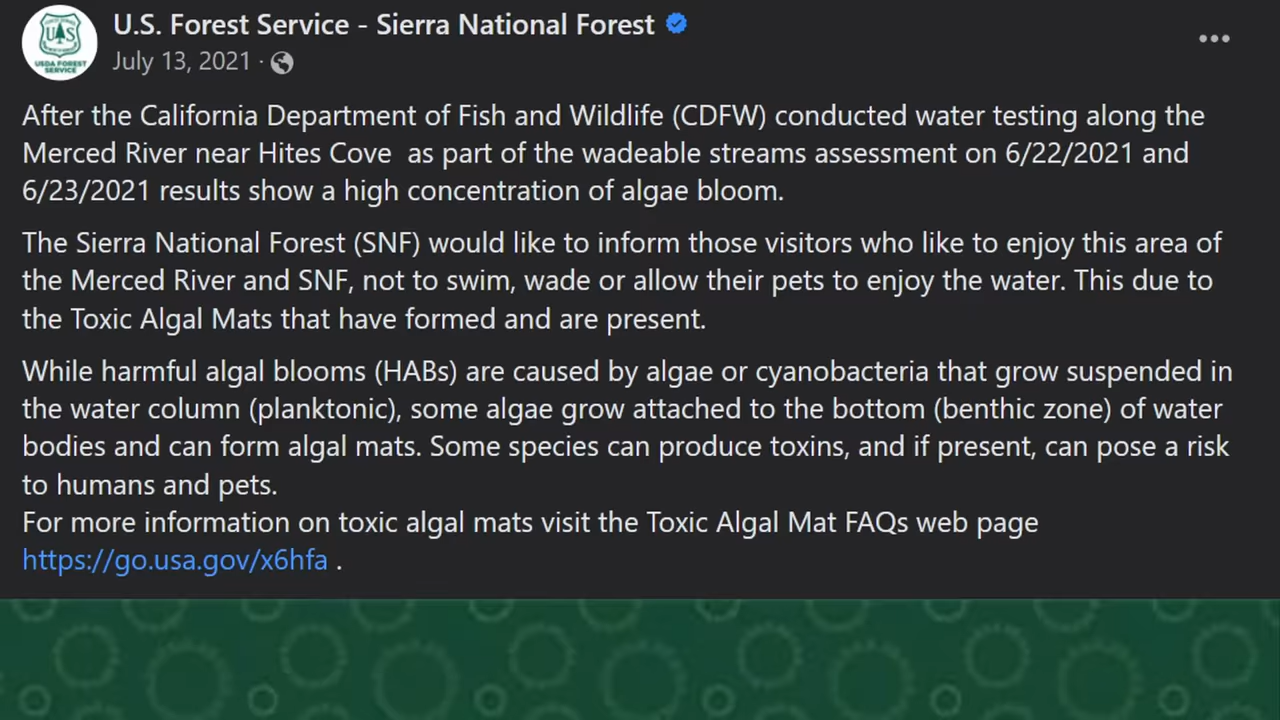 U.S. Forest Service - Sierra National Forest
July 13, 2021 ·
U S
USDA FOREST
SERVICE
After the California Department of Fish and Wildlife (CDFW) conducted water testing along the
Merced River near Hites Cove  as part of the wadeable streams assessment on 6/22/2021 and
6/23/2021 results show a high concentration of algae bloom.
The Sierra National Forest (SNF) would like to inform those visitors who like to enjoy this area of
the Merced River and SNF, not to swim, wade or allow their pets to enjoy the water. This due to
the Toxic Algal Mats that have formed and are present.
While harmful algal blooms (HABs) are caused by algae or cyanobacteria that grow suspended in
the water column (planktonic), some algae grow attached to the bottom (benthic zone) of water
bodies and can form algal mats. Some species can produce toxins, and if present, can pose a risk
to humans and pets.
For more information on toxic algal mats visit the Toxic Algal Mat FAQs web page
https://go.usa.gov/x6hfa .